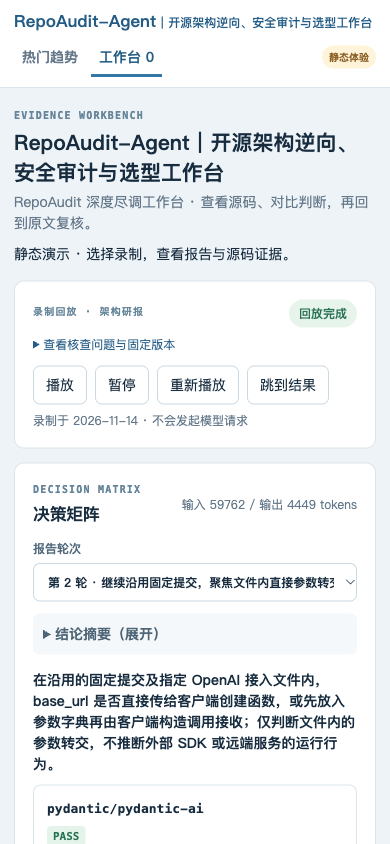 RepoAudit-Agent | 开源架构逆向、安全审计与选型工作台
热门趋势 工作台 0 静态体验
EVIDENCE WORKBENCH
RepoAudit-Agent | 开源架构逆向、
安全审计与选型工作台
RepoAudit 深度尽调工作台 · 查看源码、对比判断，再回
到原文复核。
静态演示 · 选择录制，查看报告与源码证据。
录制回放 · 架构研报 回放完成
▶ 查看核查问题与固定版本
播放 暂停 重新播放 跳到结果
录制于 2026-11-14 · 不会发起模型请求
DECISION MATRIX
决策矩阵 输入 59762 / 输出 4449 tokens
报告轮次
第 2 轮 · 继续沿用固定提交，聚焦文件内直接参数转
▶ 结论摘要（展开）
在沿用的固定提交及指定 OpenAI 接入文件内，
base_url 是否直接传给客户端创建函数，或先放入
参数字典再由客户端构造调用接收；仅判断文件内的
参数转交，不推断外部 SDK 或远端服务的运行行
为。
pydantic/pydantic-ai
PASS